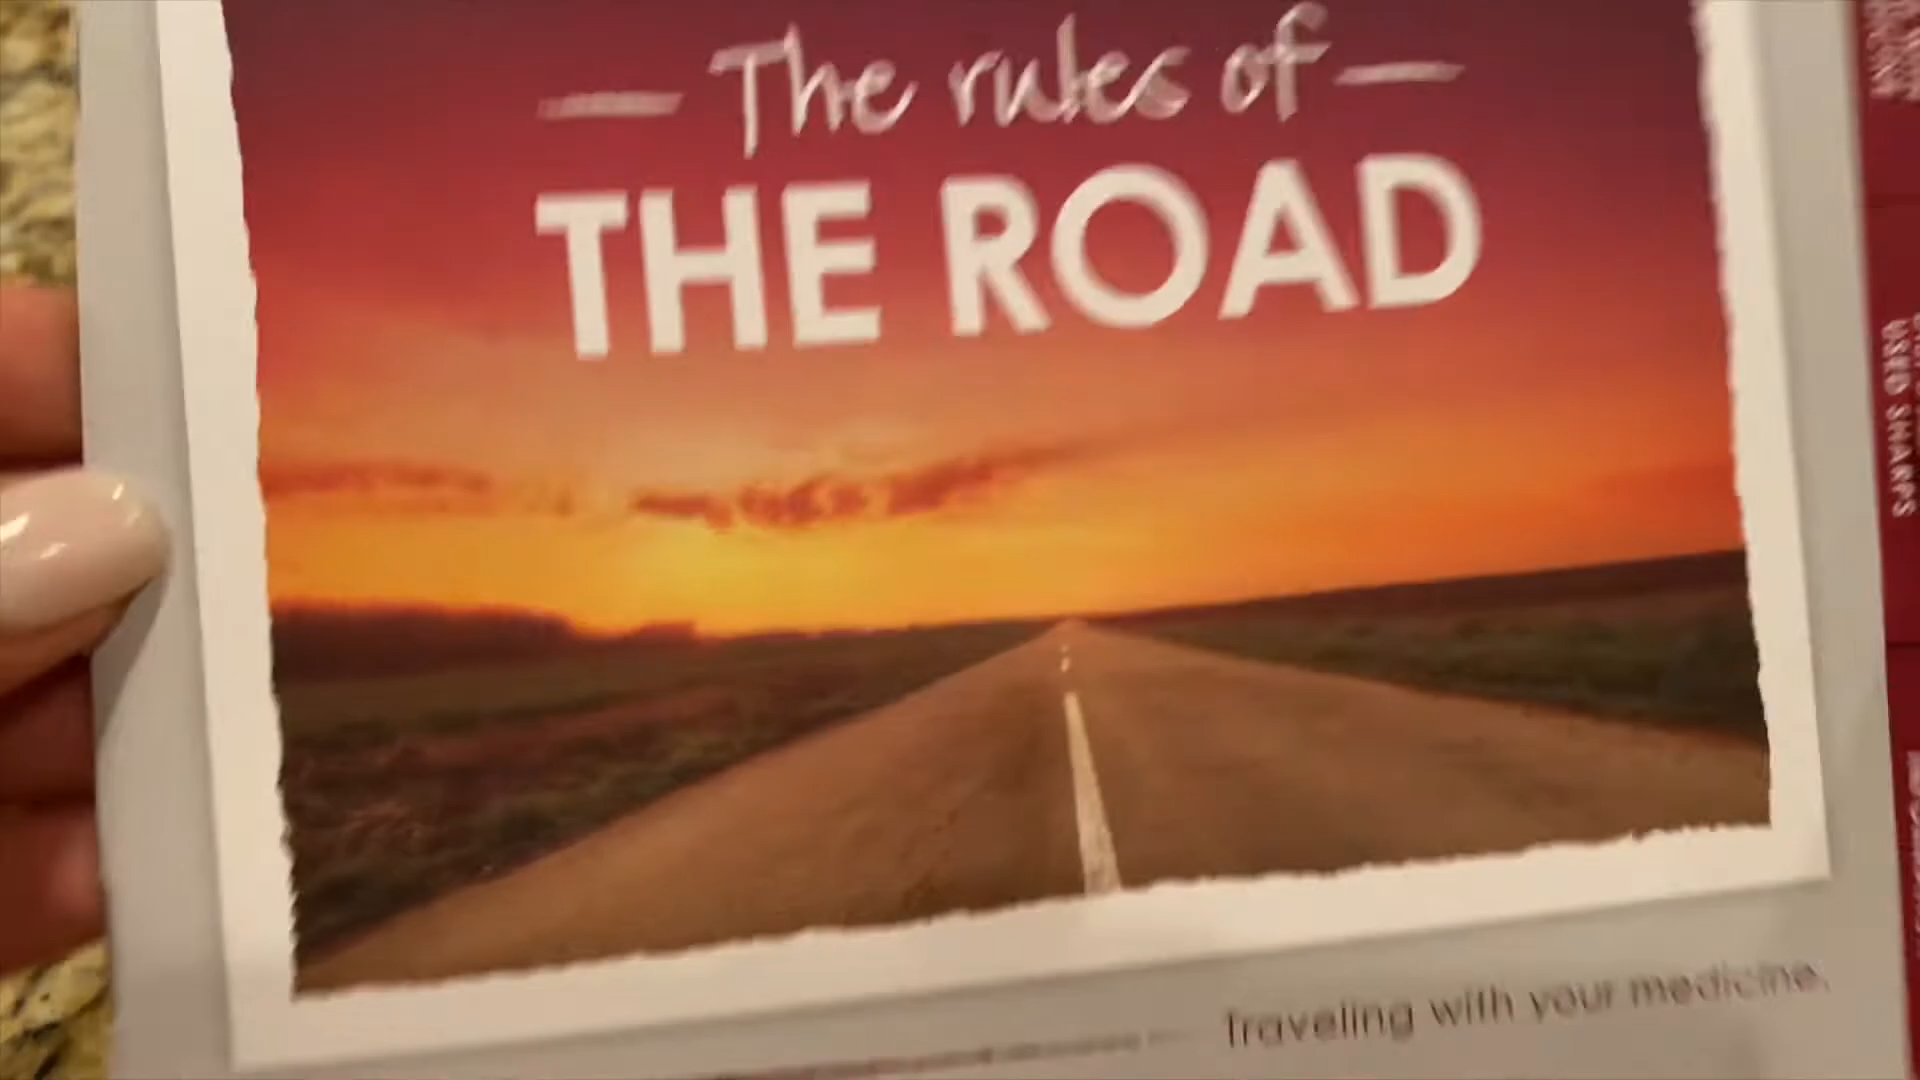 The rules of
THE ROAD
Traveling with your medicine.
USED SHARPS